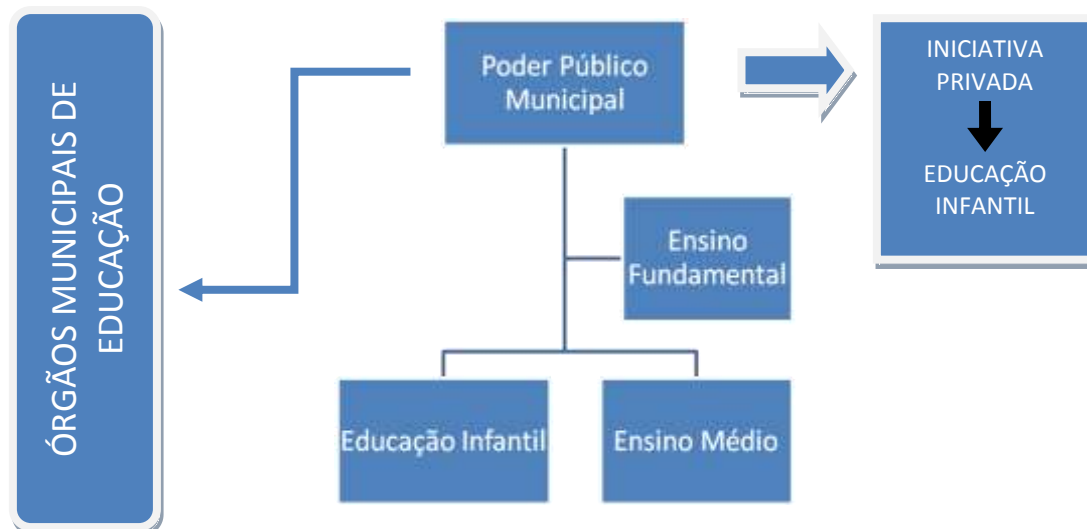 ÓRGÃOS MUNICIPAIS DE
EDUCAÇÃO
Poder Público
Municipal
INICIATIVA
PRIVADA
EDUCAÇÃO
INFANTIL
Ensino
Fundamental
Educação Infantil
Ensino Médio